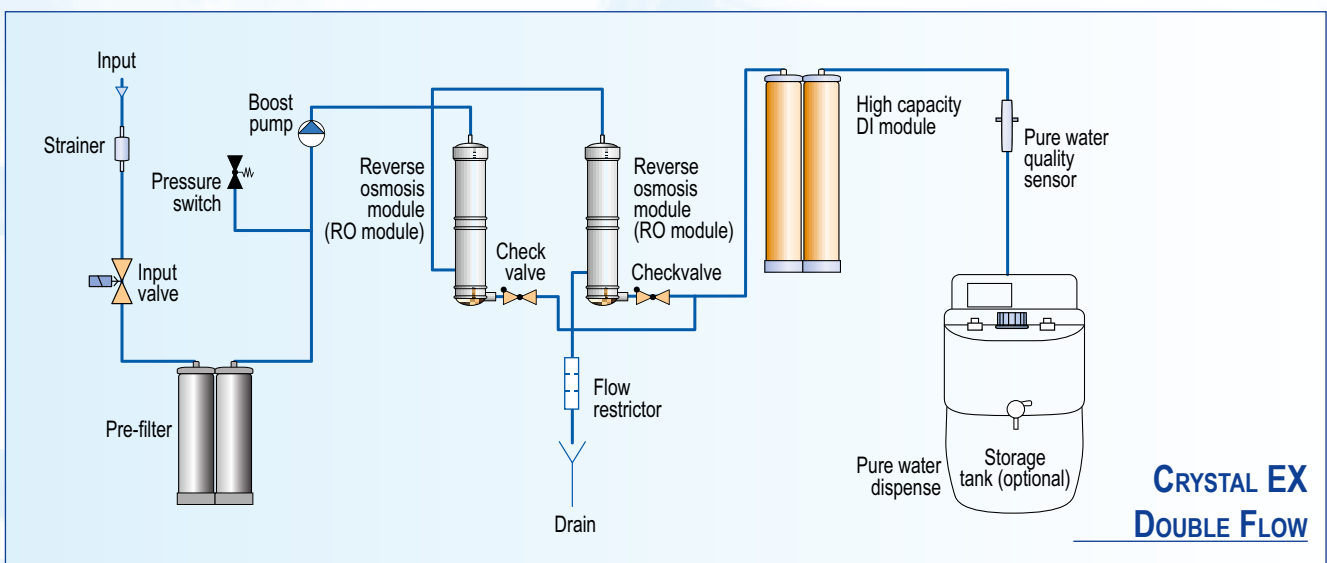 Input
Strainer
Input
valve
Pre-filter
Pressure
switch
Boost
pump
Reverse
osmosis
module
(RO module)
Check
valve
Reverse
osmosis
module
(RO module)
Checkvalve
Flow
restrictor
Drain
High capacity
DI module
Pure water
quality
sensor
Pure water
dispense
Storage
tank (optional)
CRYSTAL EX
DOUBLE FLOW